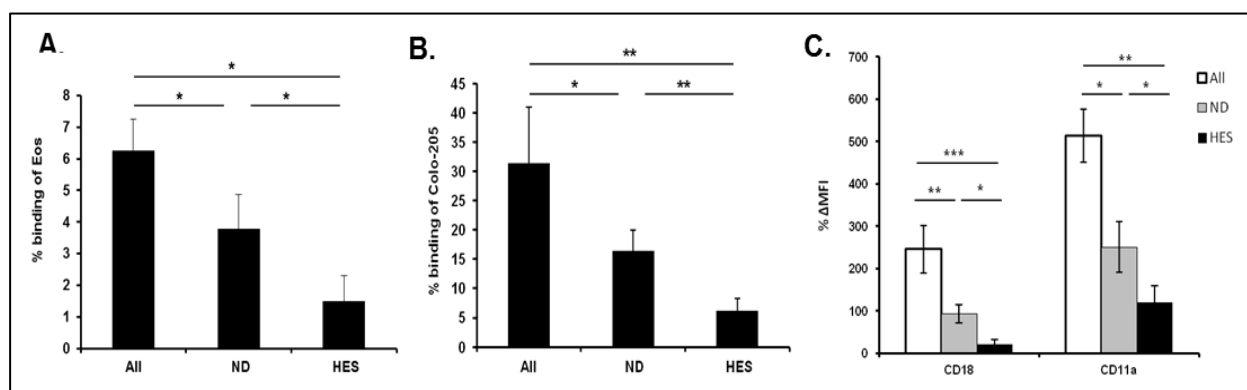 A.
*
* *
% binding of Eos
8
7
6
5
4
3
2
1
0
All ND HES
B.
**
* **
% binding of Colo-205
45
40
35
30
25
20
15
10
5
0
All ND HES
C.
% ΔMFI
700
600
500
400
300
200
100
0
***
** *
**
* *
CD18 CD11a
All
ND
HES